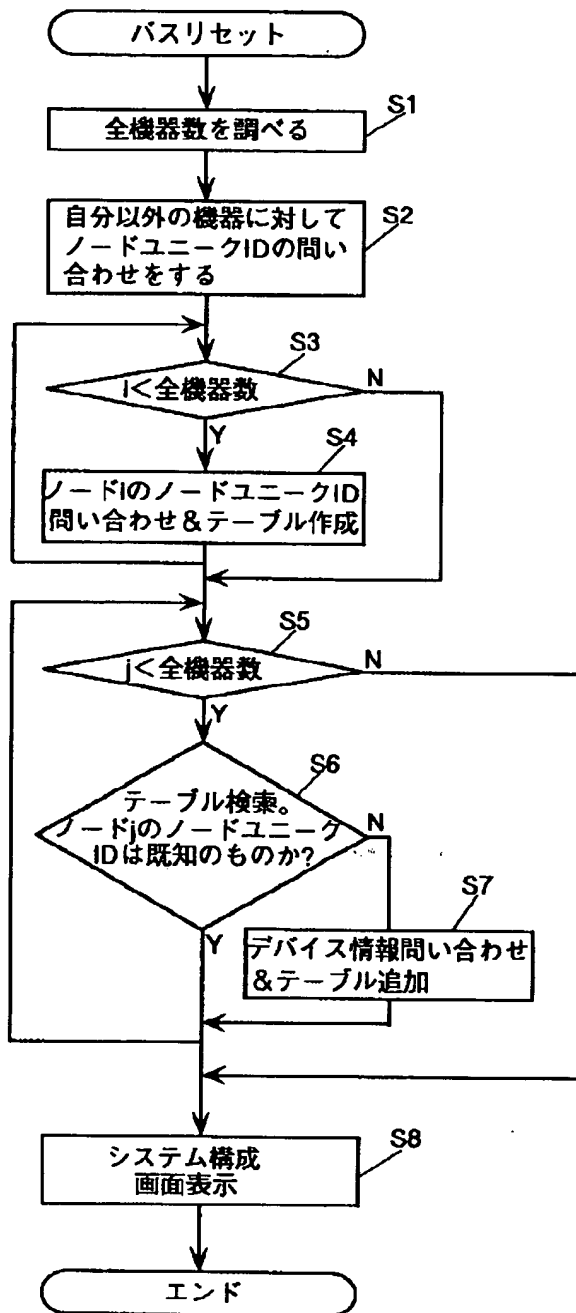 バスリセット
S1
全機器数を調べる
S2
自分以外の機器に対して
ノードユニークIDの問い
合わせをする
S3
i<全機器数
N
Y
S4
ノードiのノードユニークID
問い合わせ&テーブル作成
S5
j<全機器数
N
Y
S6
テーブル検索。
ノードjのノードユニーク
IDは既知のものか?
N
Y
S7
デバイス情報問い合わせ
&テーブル追加
S8
システム構成
画面表示
エンド